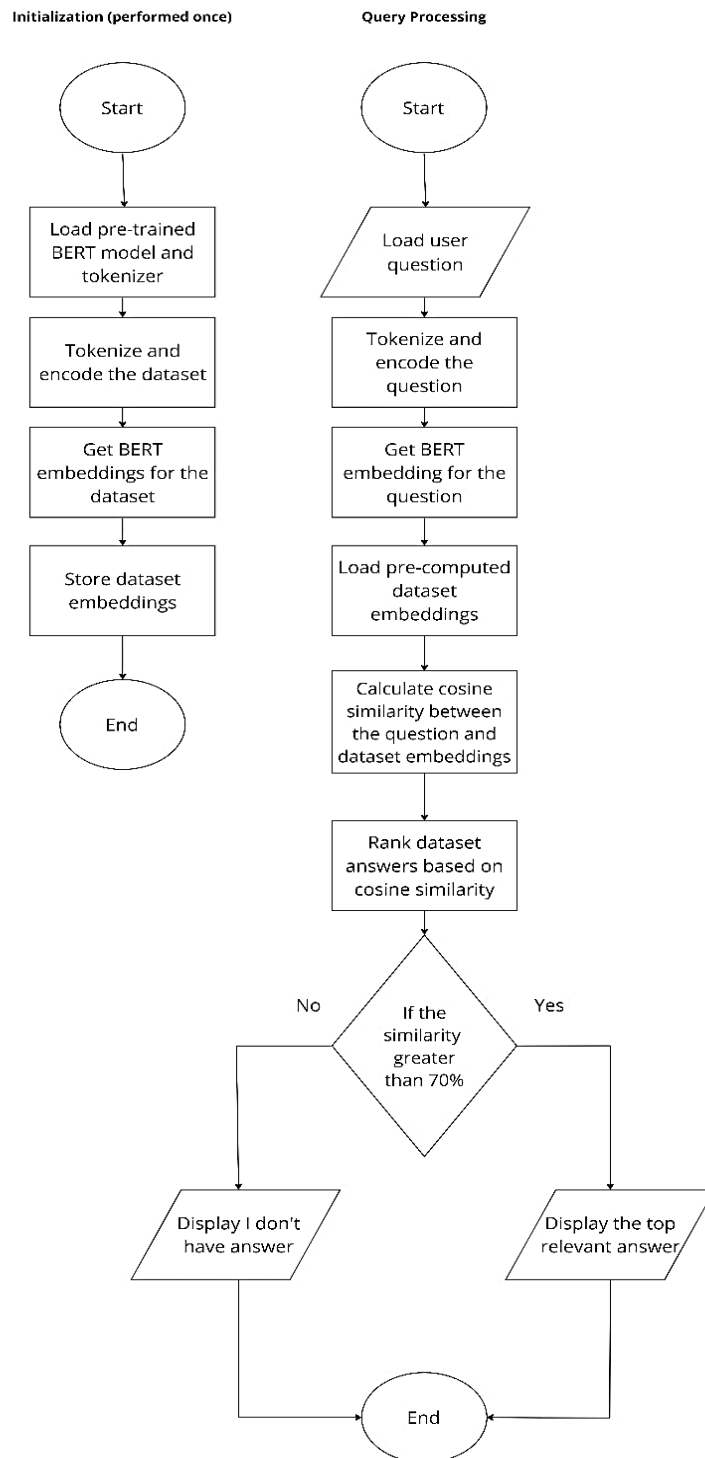 Initialization (performed once)
Start
Load pre-trained
BERT model and
tokenizer
Tokenize and
encode the dataset
Get BERT
embeddings for the
dataset
Store dataset
embeddings
End
Query Processing
Start
Load user
question
Tokenize and
encode the
question
Get BERT
embedding for the
question
Load pre-computed
dataset
embeddings
Calculate cosine
similarity between
the question and
dataset embeddings
Rank dataset
answers based on
cosine similarity
If the
similarity
greater
than 70%
No
Yes
Display I don't
have answer
Display the top
relevant answer
End